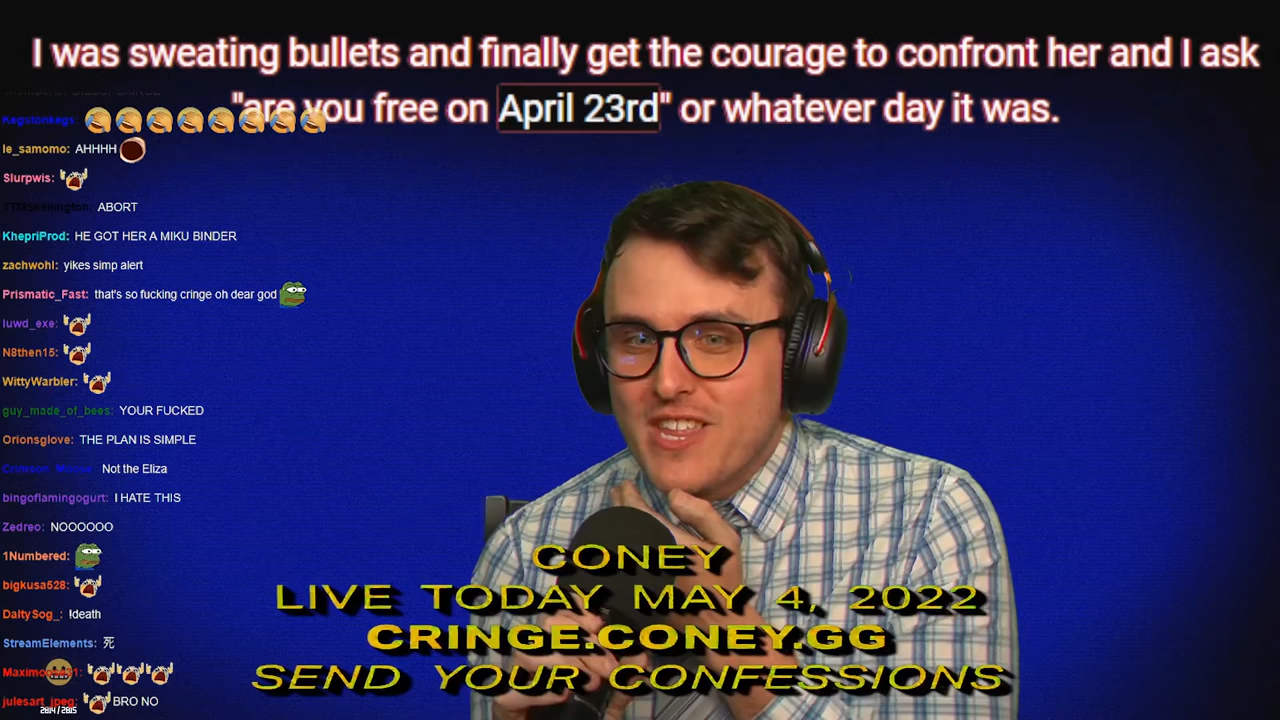 I was sweating bullets and finally get the courage to confront her and I ask
"are you free on April 23rd" or whatever day it was.
Kegstonkegs:
le_samomo: AHHHH
Slurpwis:
ABORT
KhepriProd: HE GOT HER A MIKU BINDER
zachwohl: yikes simp alert
Prismatic_Fast: that's so fucking cringe oh dear god
luwd_exe:
N8then15:
WittyWarbler:
guy_made_of_bees: YOUR FUCKED
Orionsglove: THE PLAN IS SIMPLE
Not the Eliza
bingoflamingogurt: I HATE THIS
Zedreo: NOOOOOO
1Numbered:
bigkusa528:
DaltySog_: !death
StreamElements: 死
julesart_jpeg: BRO NO
CONEY
LIVE TODAY MAY 4, 2022
CRINGE.CONEY.GG
SEND YOUR CONFESSIONS